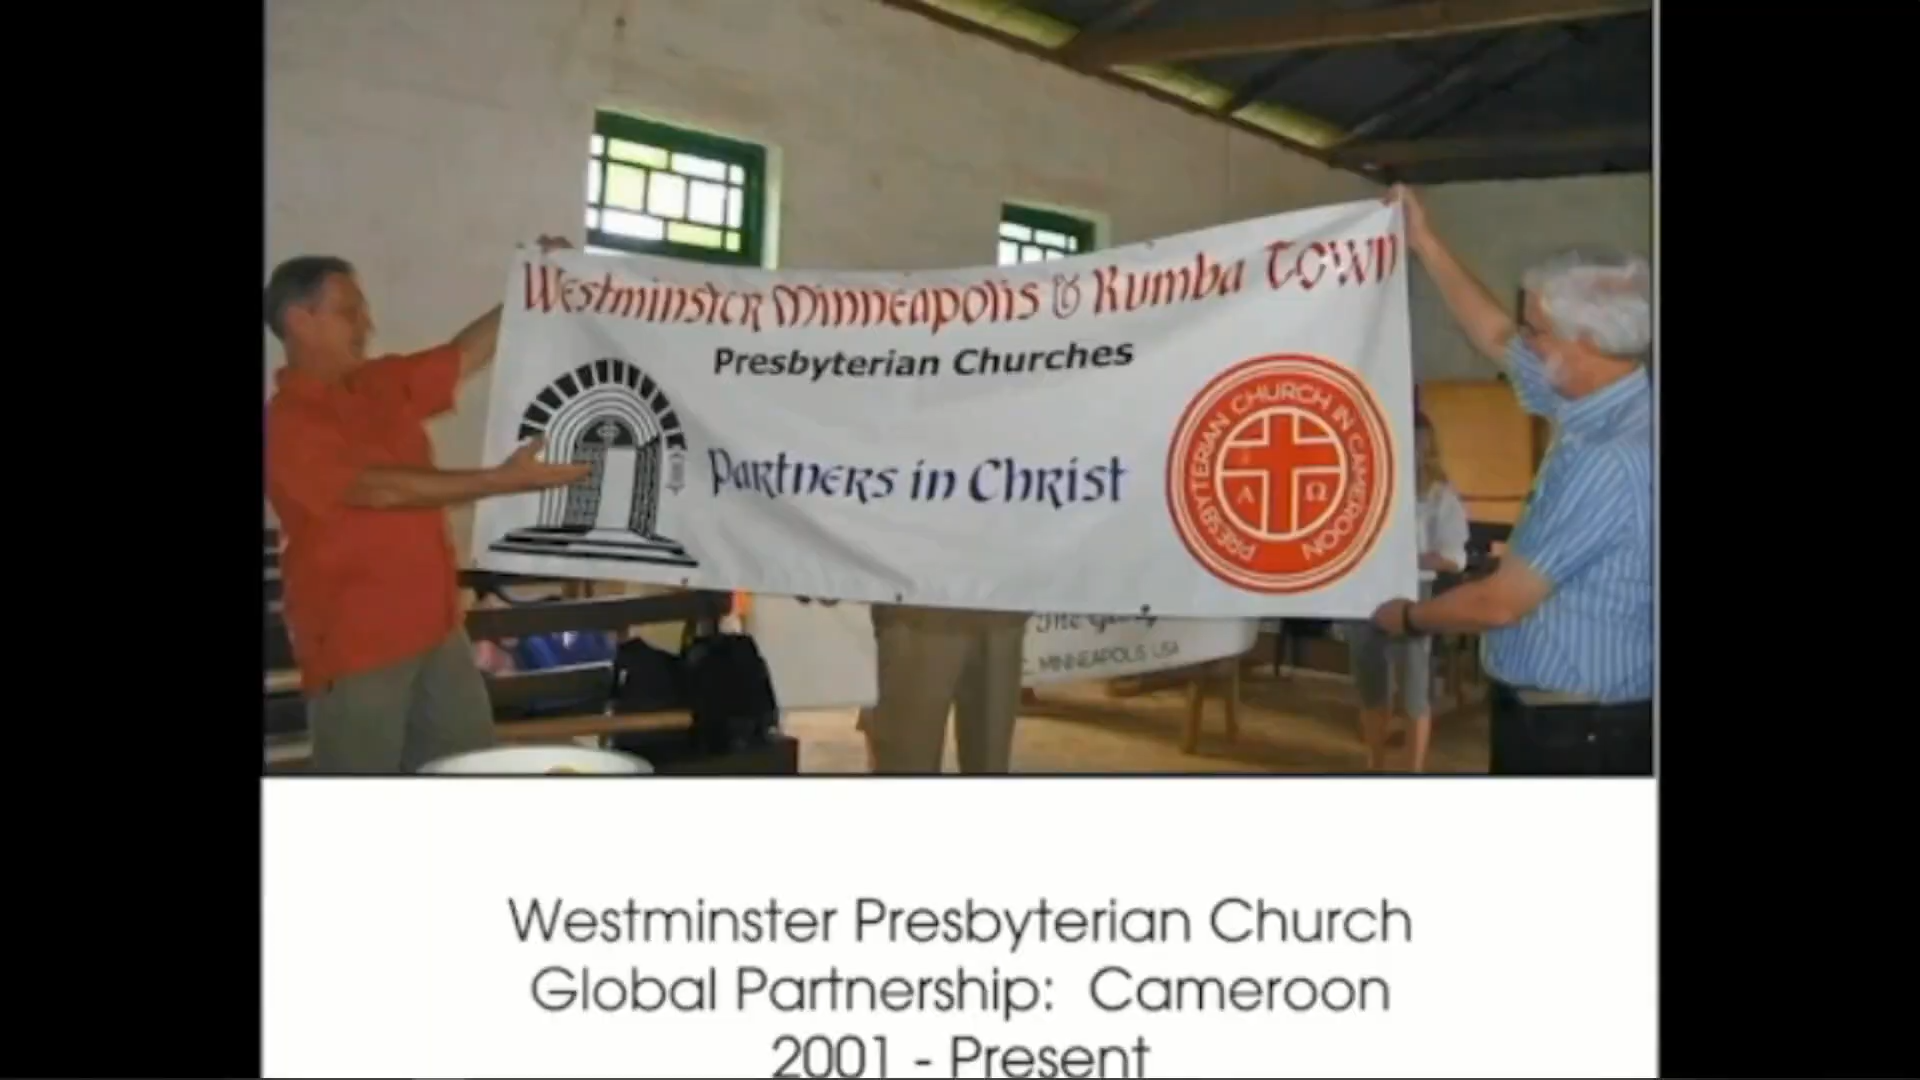 Westminster Minneapolis & Kumba TOWN
Presbyterian Churches
Partners in Christ
PRESBYTERIAN CHURCH IN CAMEROON
Α Ω
The
MINNEAPOLIS USA
Westminster Presbyterian Church
Global Partnership: Cameroon
2001 - Present